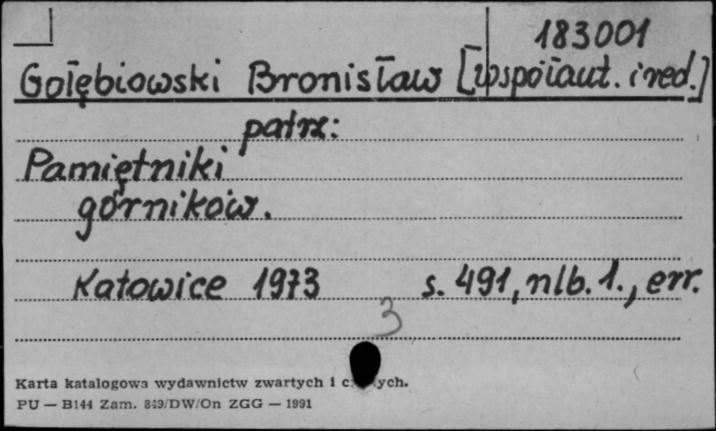 183001
Gołębiowski Bronisław [współaut. i red.]
patrz:
Pamiętniki
górników.
Katowice 1973 s. 491, nlb. 1., err.
3
Karta katalogowa wydawnictw zwartych i
PU — B144 Zam. 849/DW/On ZGG — 1991